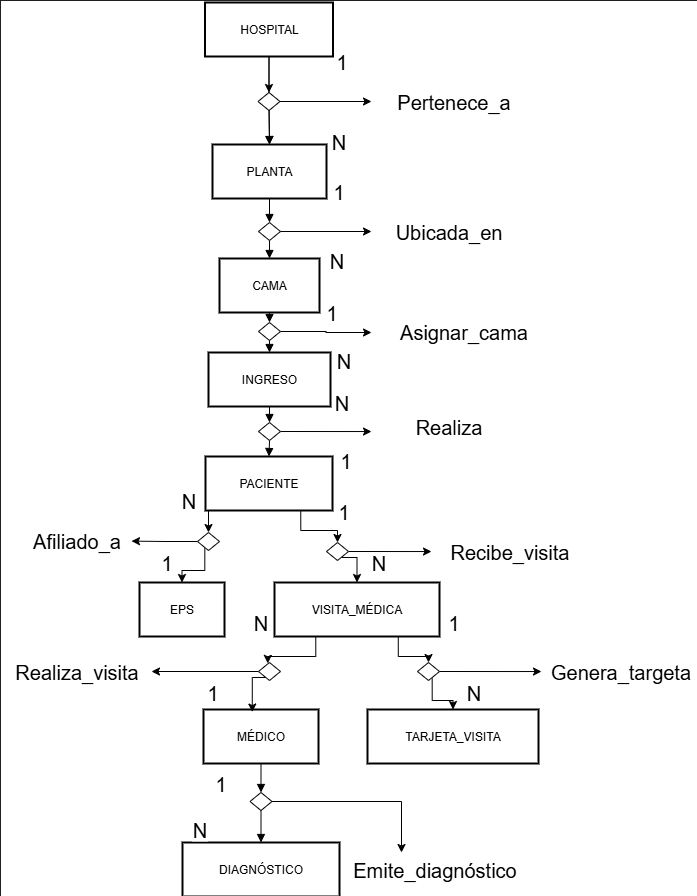 HOSPITAL
1
Pertenece_a
N
PLANTA
1
Ubicada_en
N
CAMA
1
Asignar_cama
N
INGRESO
N
Realiza
1
PACIENTE
N
1
Afiliado_a
Recibe_visita
1
N
EPS
VISITA_MÉDICA
N
1
Realiza_visita
Genera_targeta
1
N
MÉDICO
TARJETA_VISITA
1
N
DIAGNÓSTICO
Emite_diagnóstico